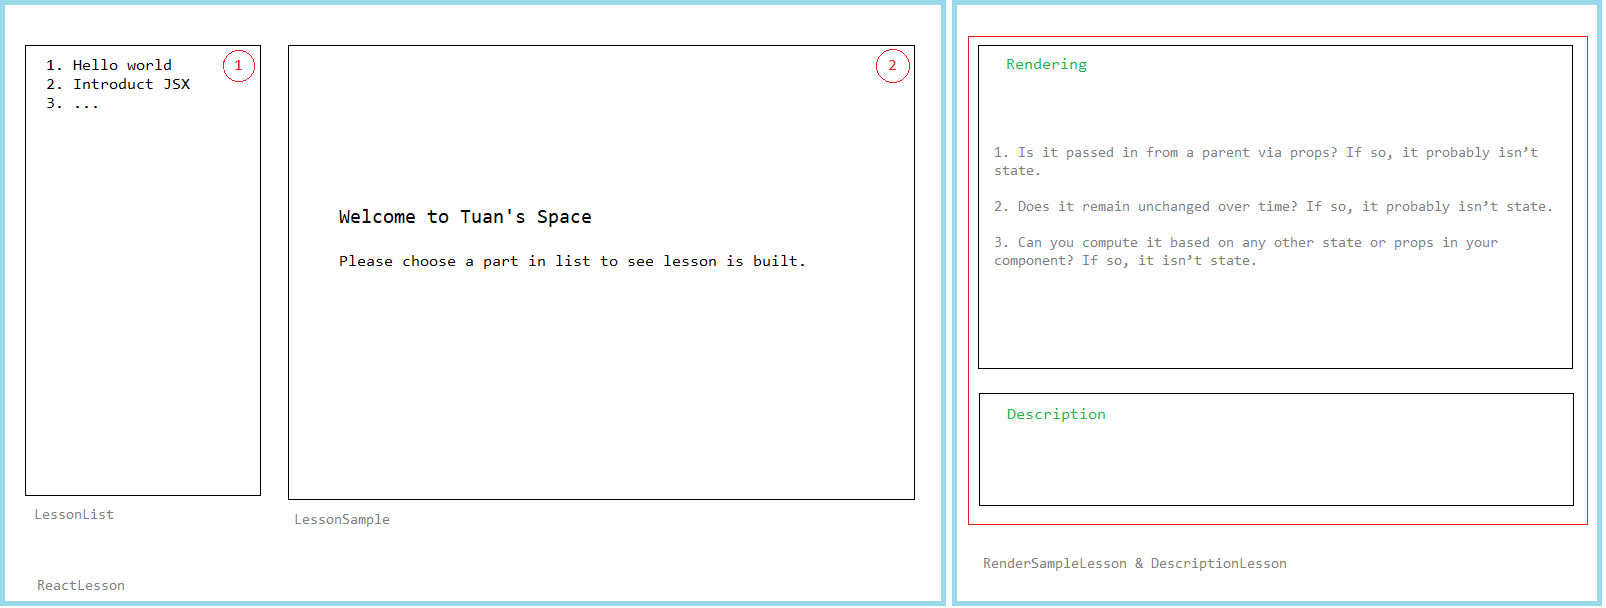 1. Hello world
2. Introduct JSX
3. ...
1
LessonList
2
Welcome to Tuan's Space
Please choose a part in list to see lesson is built.
LessonSample
ReactLesson
Rendering
1. Is it passed in from a parent via props? If so, it probably isn’t
state.
2. Does it remain unchanged over time? If so, it probably isn’t state.
3. Can you compute it based on any other state or props in your
component? If so, it isn’t state.
Description
RenderSampleLesson & DescriptionLesson